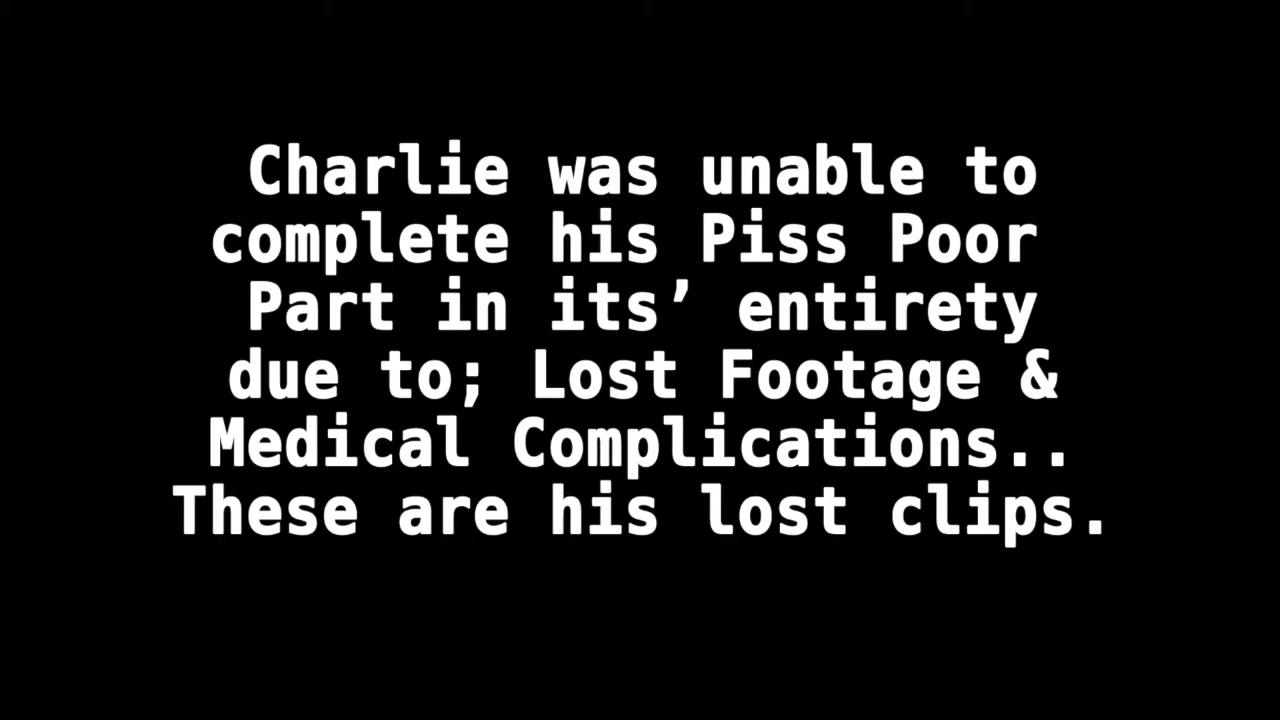 Charlie was unable to
complete his Piss Poor
Part in its’ entirety
due to; Lost Footage &
Medical Complications..
These are his lost clips.